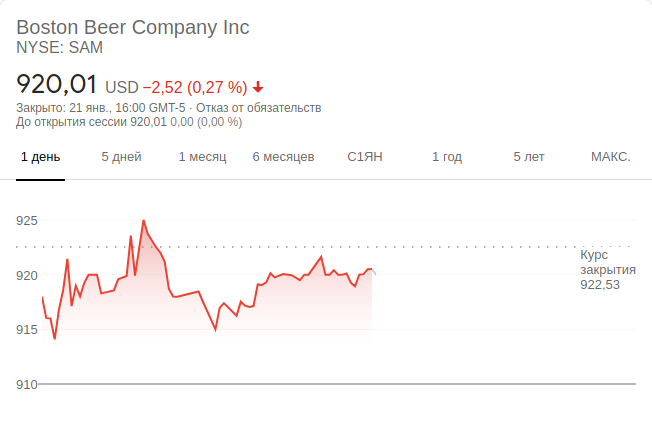 Boston Beer Company Inc
NYSE: SAM
920,01 USD −2,52 (0,27 %)
Закрыто: 21 янв., 16:00 GMT-5 · Отказ от обязательств
До открытия сессии 920,01 0,00 (0,00 %)
1 день 5 дней 1 месяц 6 месяцев С1ЯН 1 год 5 лет МАКС.
925
Курс
закрытия
922,53
920
915
910